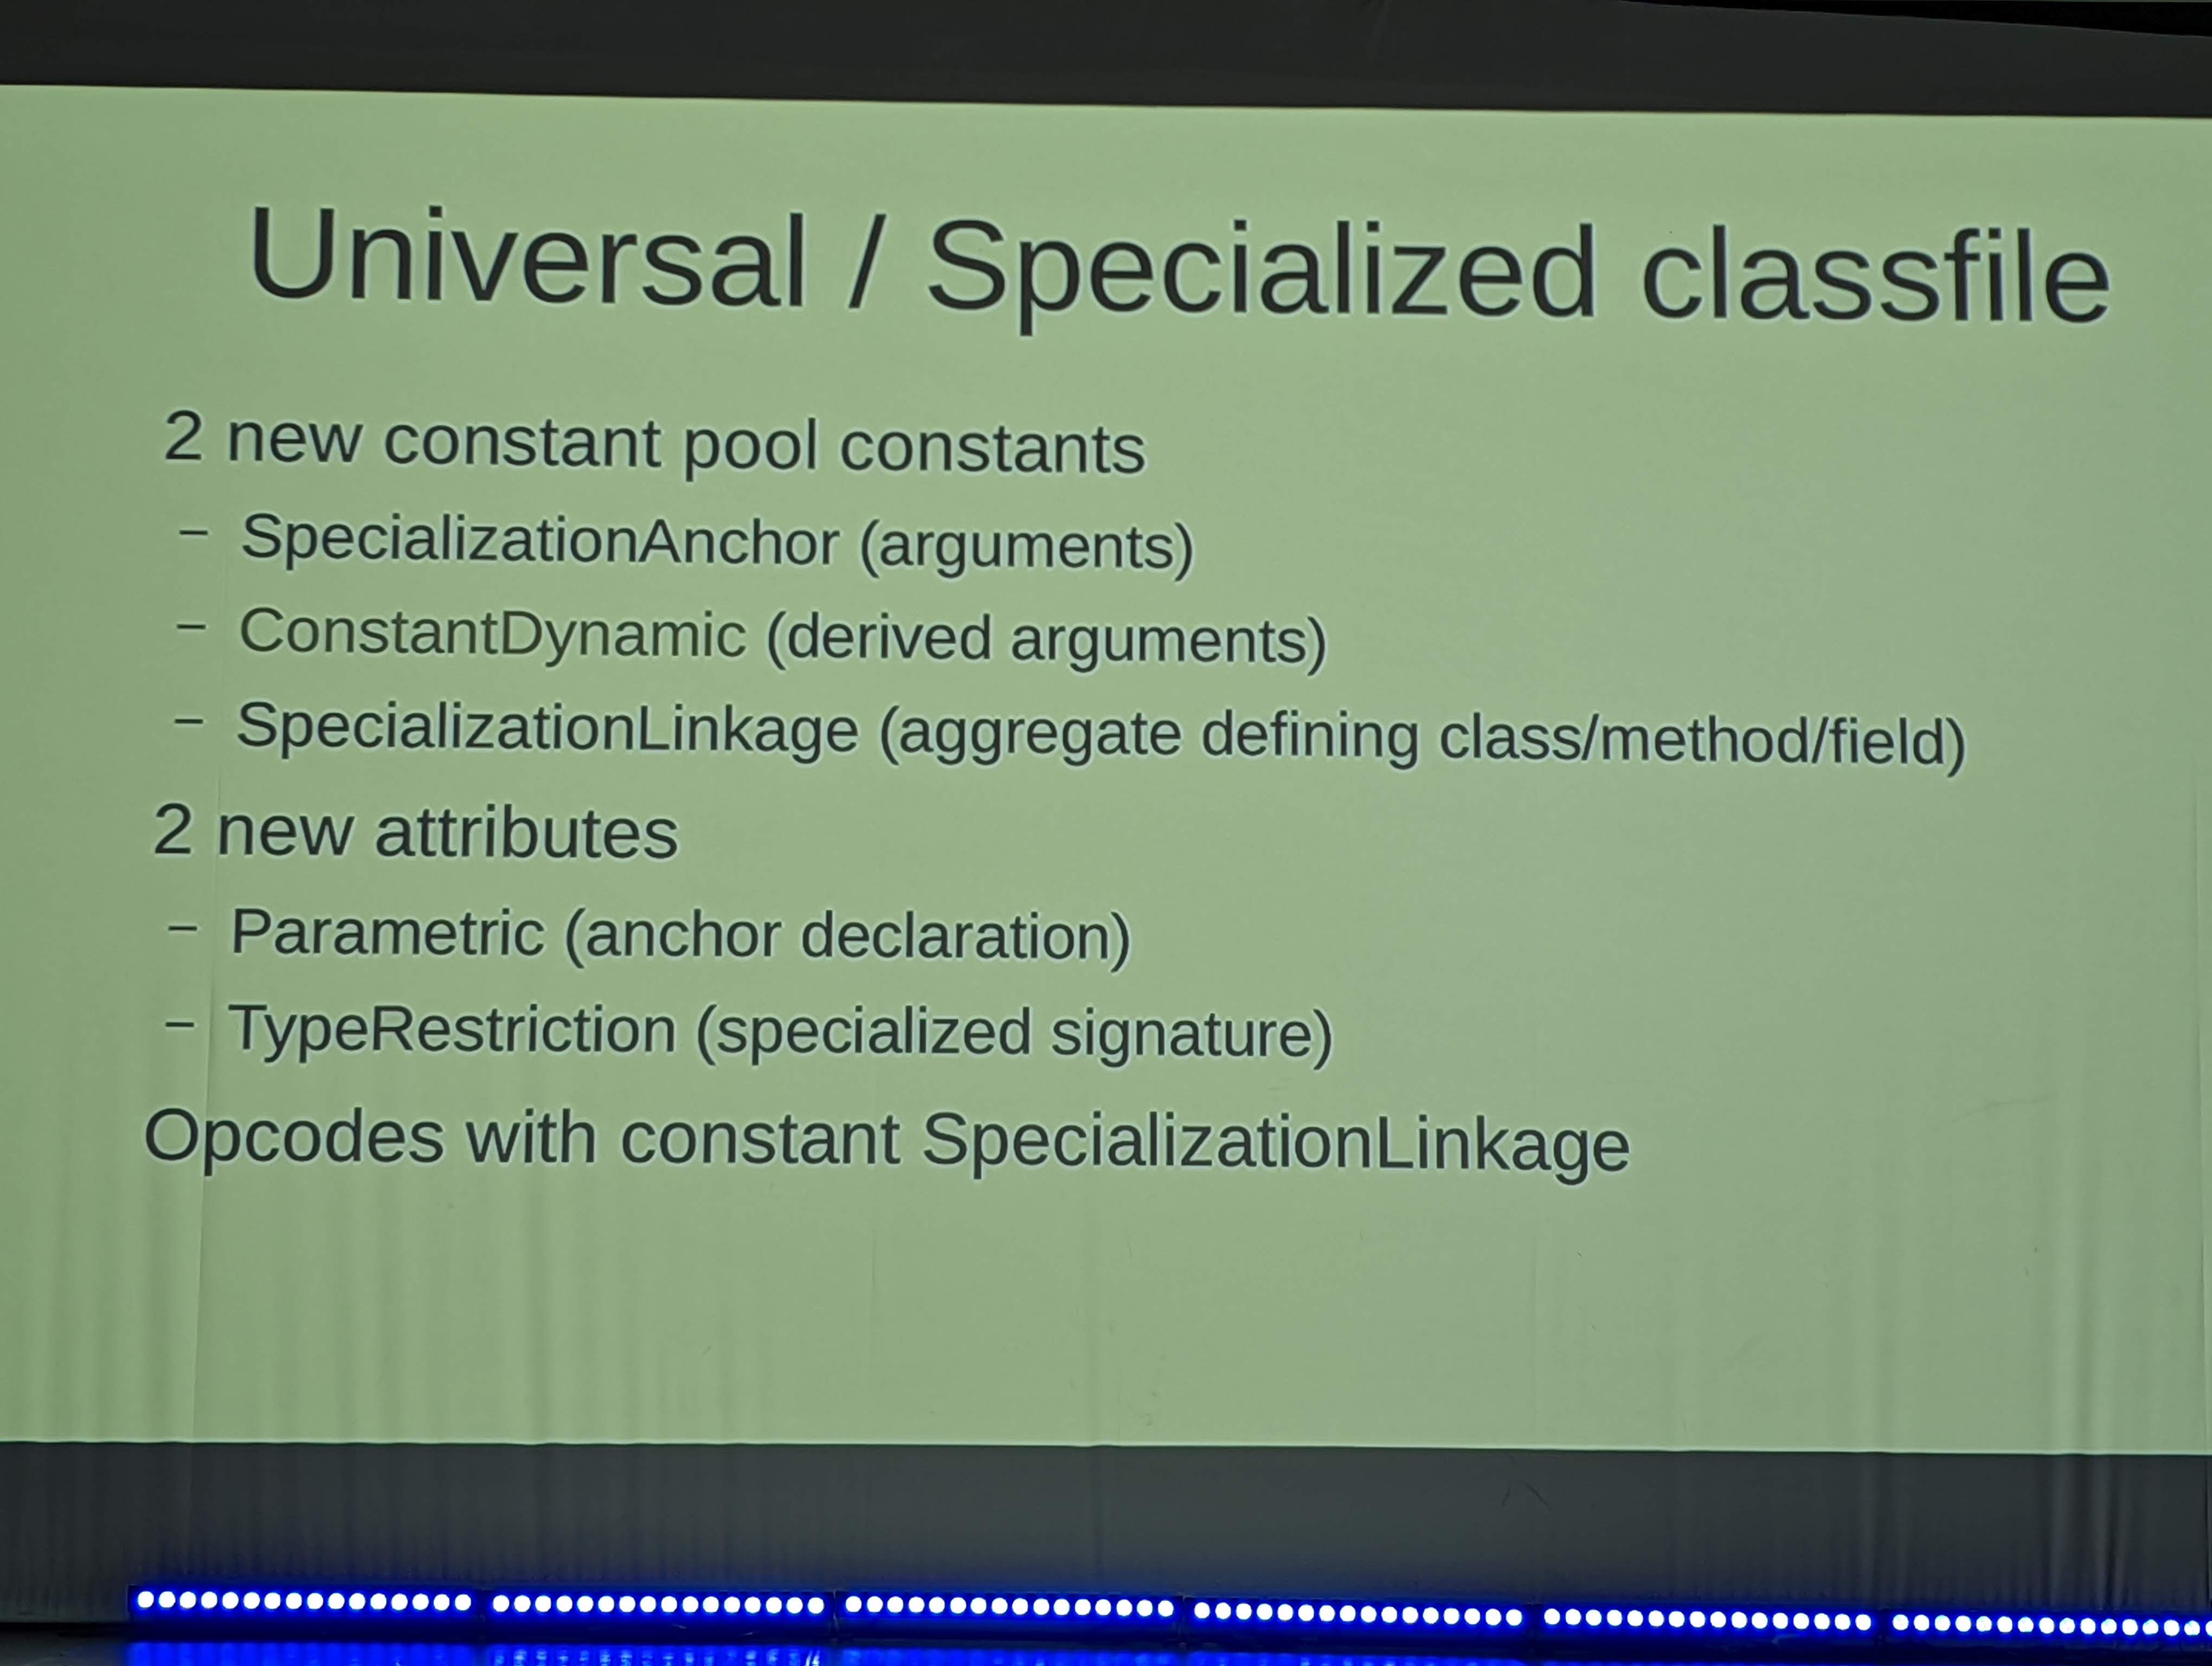 Universal / Specialized classfile
2 new constant pool constants
– SpecializationAnchor (arguments)
– ConstantDynamic (derived arguments)
– SpecializationLinkage (aggregate defining class/method/field)
2 new attributes
– Parametric (anchor declaration)
– TypeRestriction (specialized signature)
Opcodes with constant SpecializationLinkage